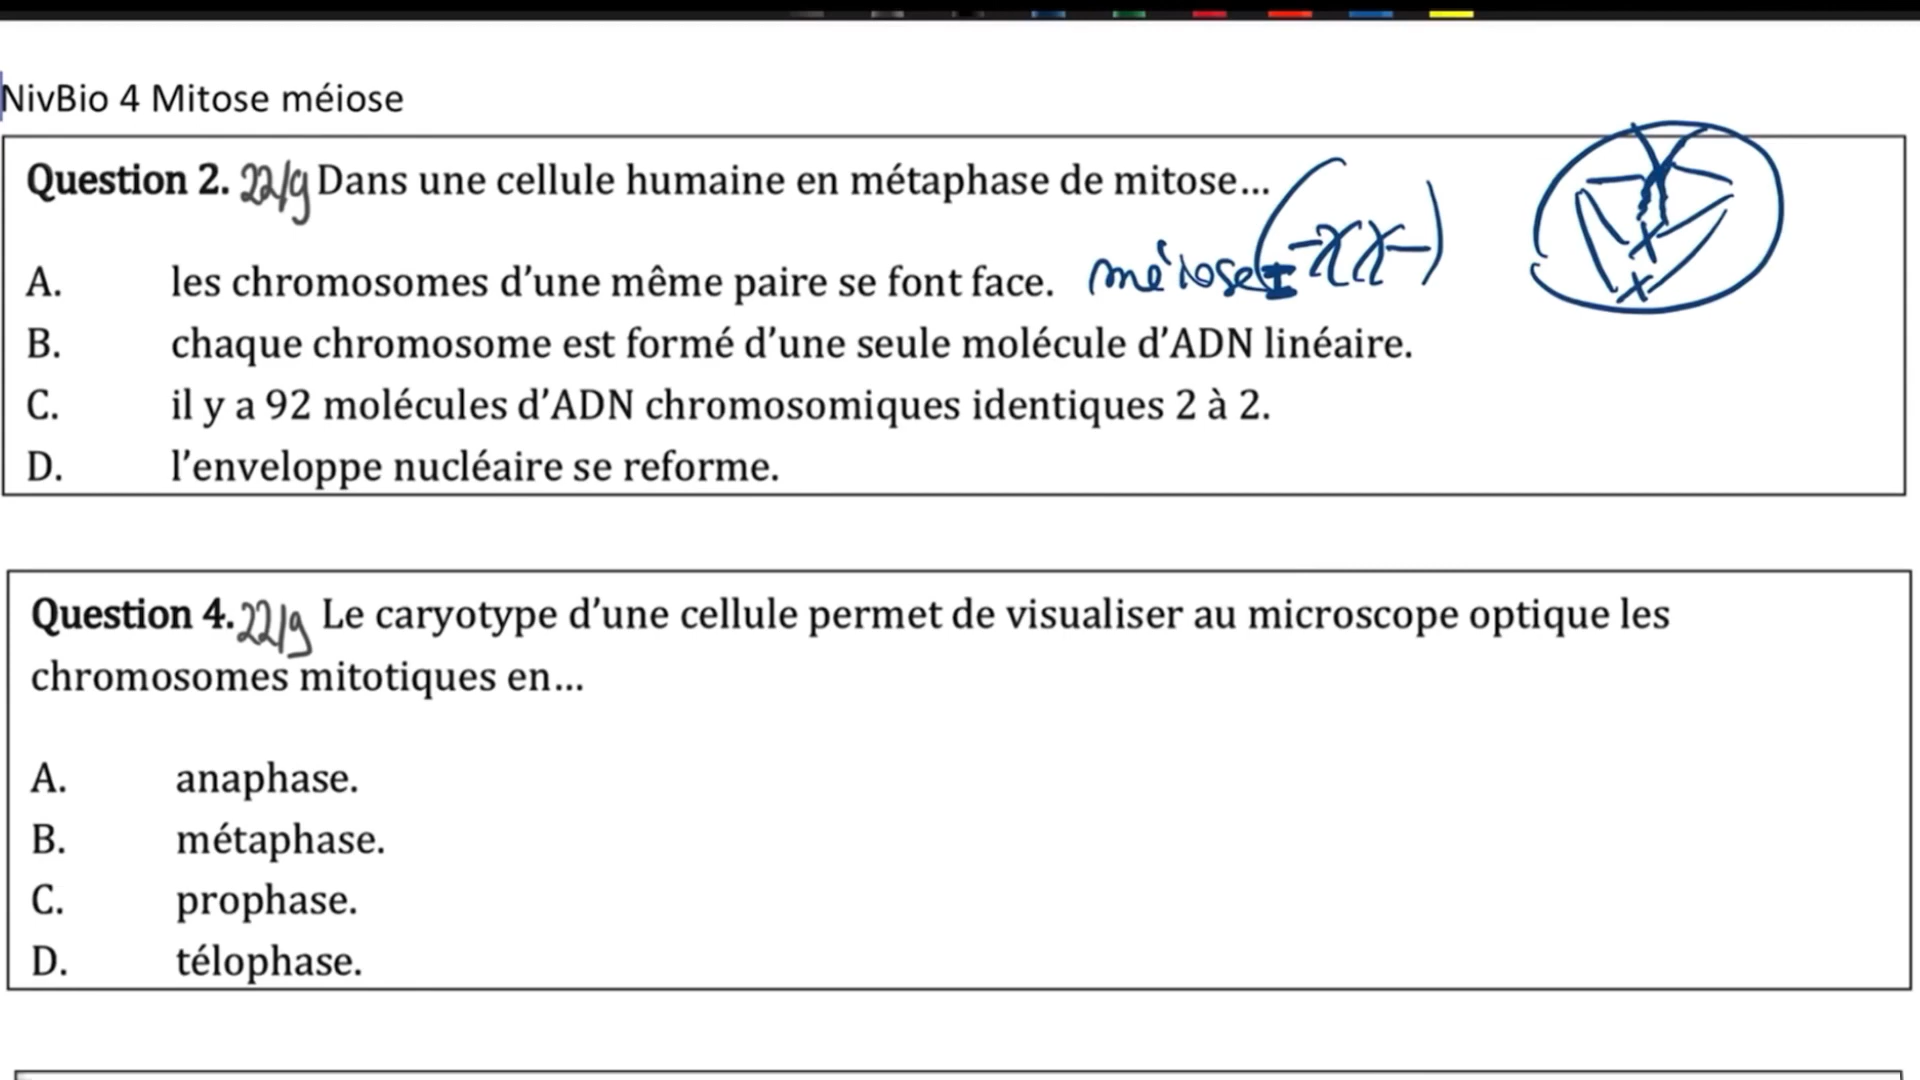 NivBio 4 Mitose méiose
Question 2. 22/9 Dans une cellule humaine en métaphase de mitose...
A. les chromosomes d'une même paire se font face. méiose I
B. chaque chromosome est formé d'une seule molécule d'ADN linéaire.
C. il y a 92 molécules d'ADN chromosomiques identiques 2 à 2.
D. l'enveloppe nucléaire se reforme.
Question 4. 22/9 Le caryotype d'une cellule permet de visualiser au microscope optique les
chromosomes mitotiques en...
A. anaphase.
B. métaphase.
C. prophase.
D. télophase.